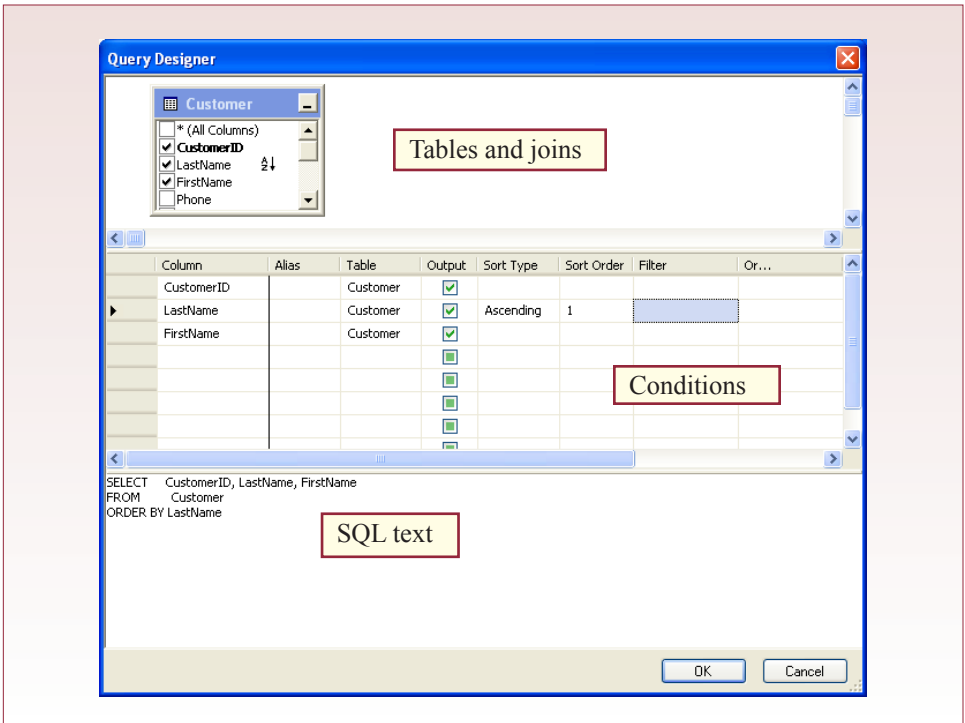 Query Designer
Customer
* (All Columns)
CustomerID
LastName
FirstName
Phone
Tables and joins
Column Alias Table Output Sort Type Sort Order Filter Or...
CustomerID Customer
LastName Customer Ascending 1
FirstName Customer
Conditions
SELECT CustomerID, LastName, FirstName
FROM Customer
ORDER BY LastName
SQL text
OK Cancel